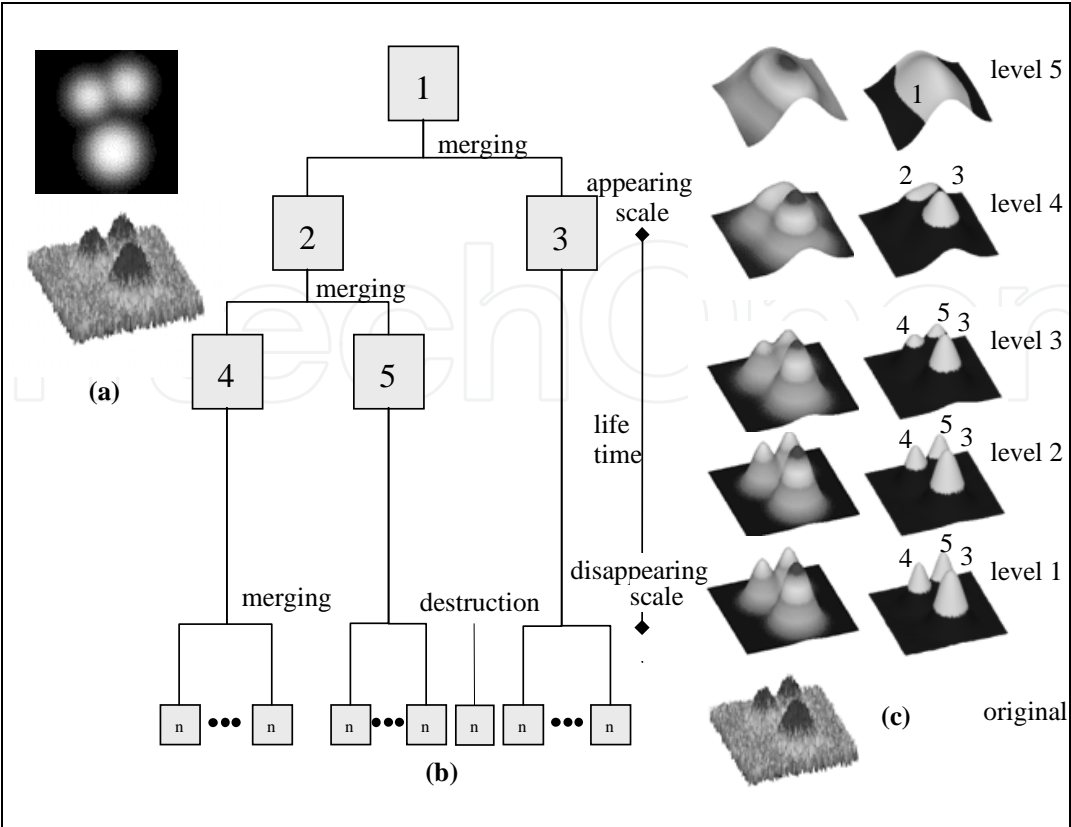 (a)
1
merging
2
3
merging
4
5
merging
destruction
n
n
n
n
n
n
n
(b)
appearing
scale
life
time
disappearing
scale
1
level 5
2
3
level 4
4
5
3
level 3
4
5
3
level 2
4
5
3
level 1
(c)
original